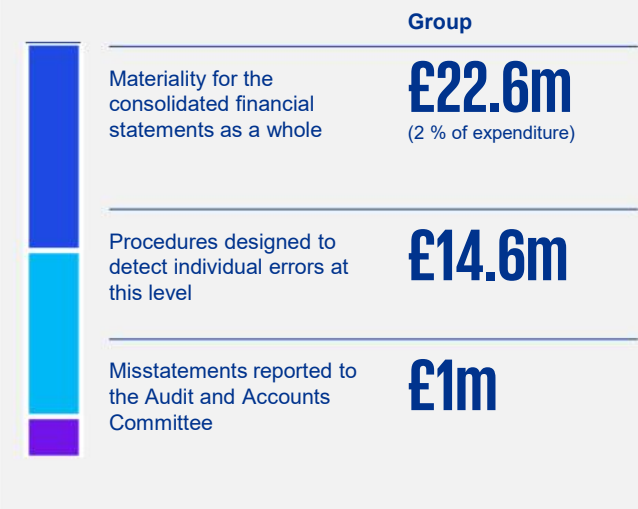 Group
Materiality for the
consolidated financial
statements as a whole
£22.6m
(2 % of expenditure)
Procedures designed to
detect individual errors at
this level
£14.6m
Misstatements reported to
the Audit and Accounts
Committee
£1m